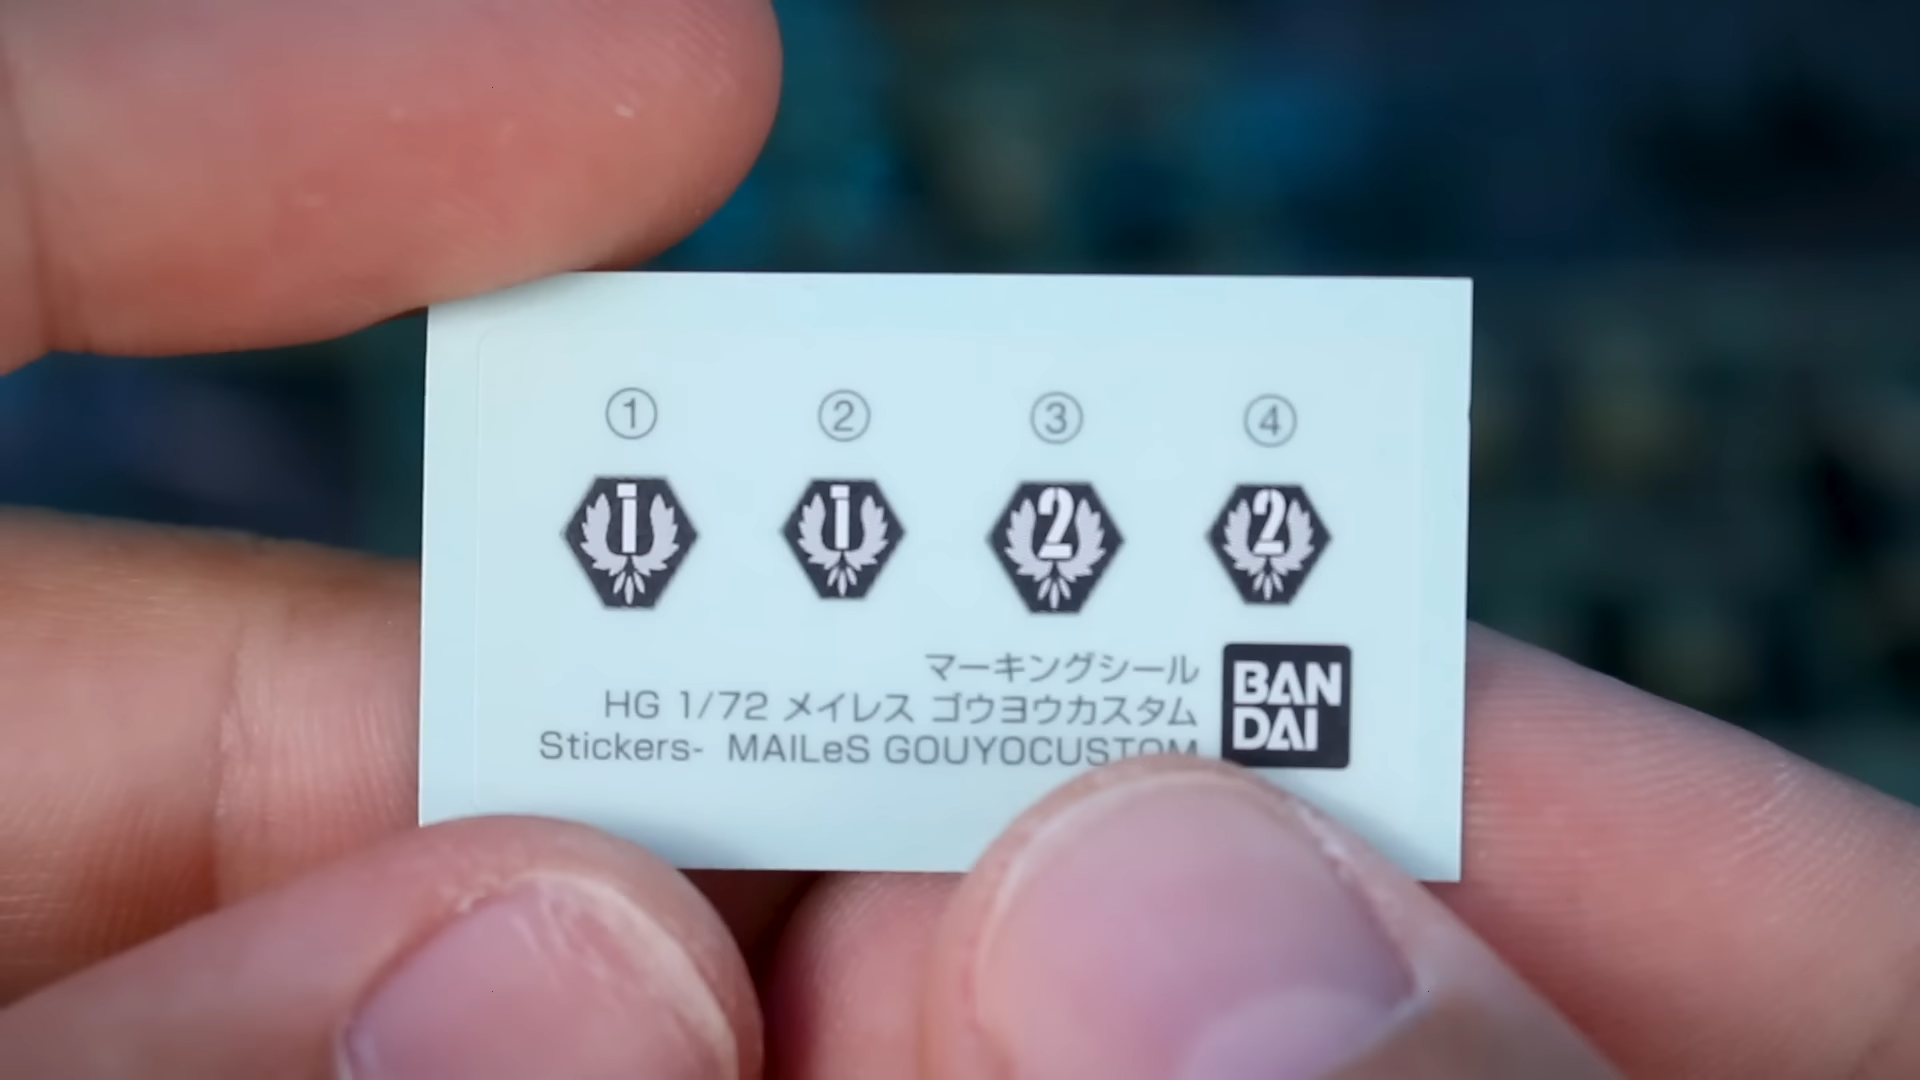 ① ② ③ ④
1 1 2 2
マーキングシール
HG 1/72 メイレス ゴウヨウカスタム
Stickers- MAILeS GOUYOCUSTOM
BAN
DAI